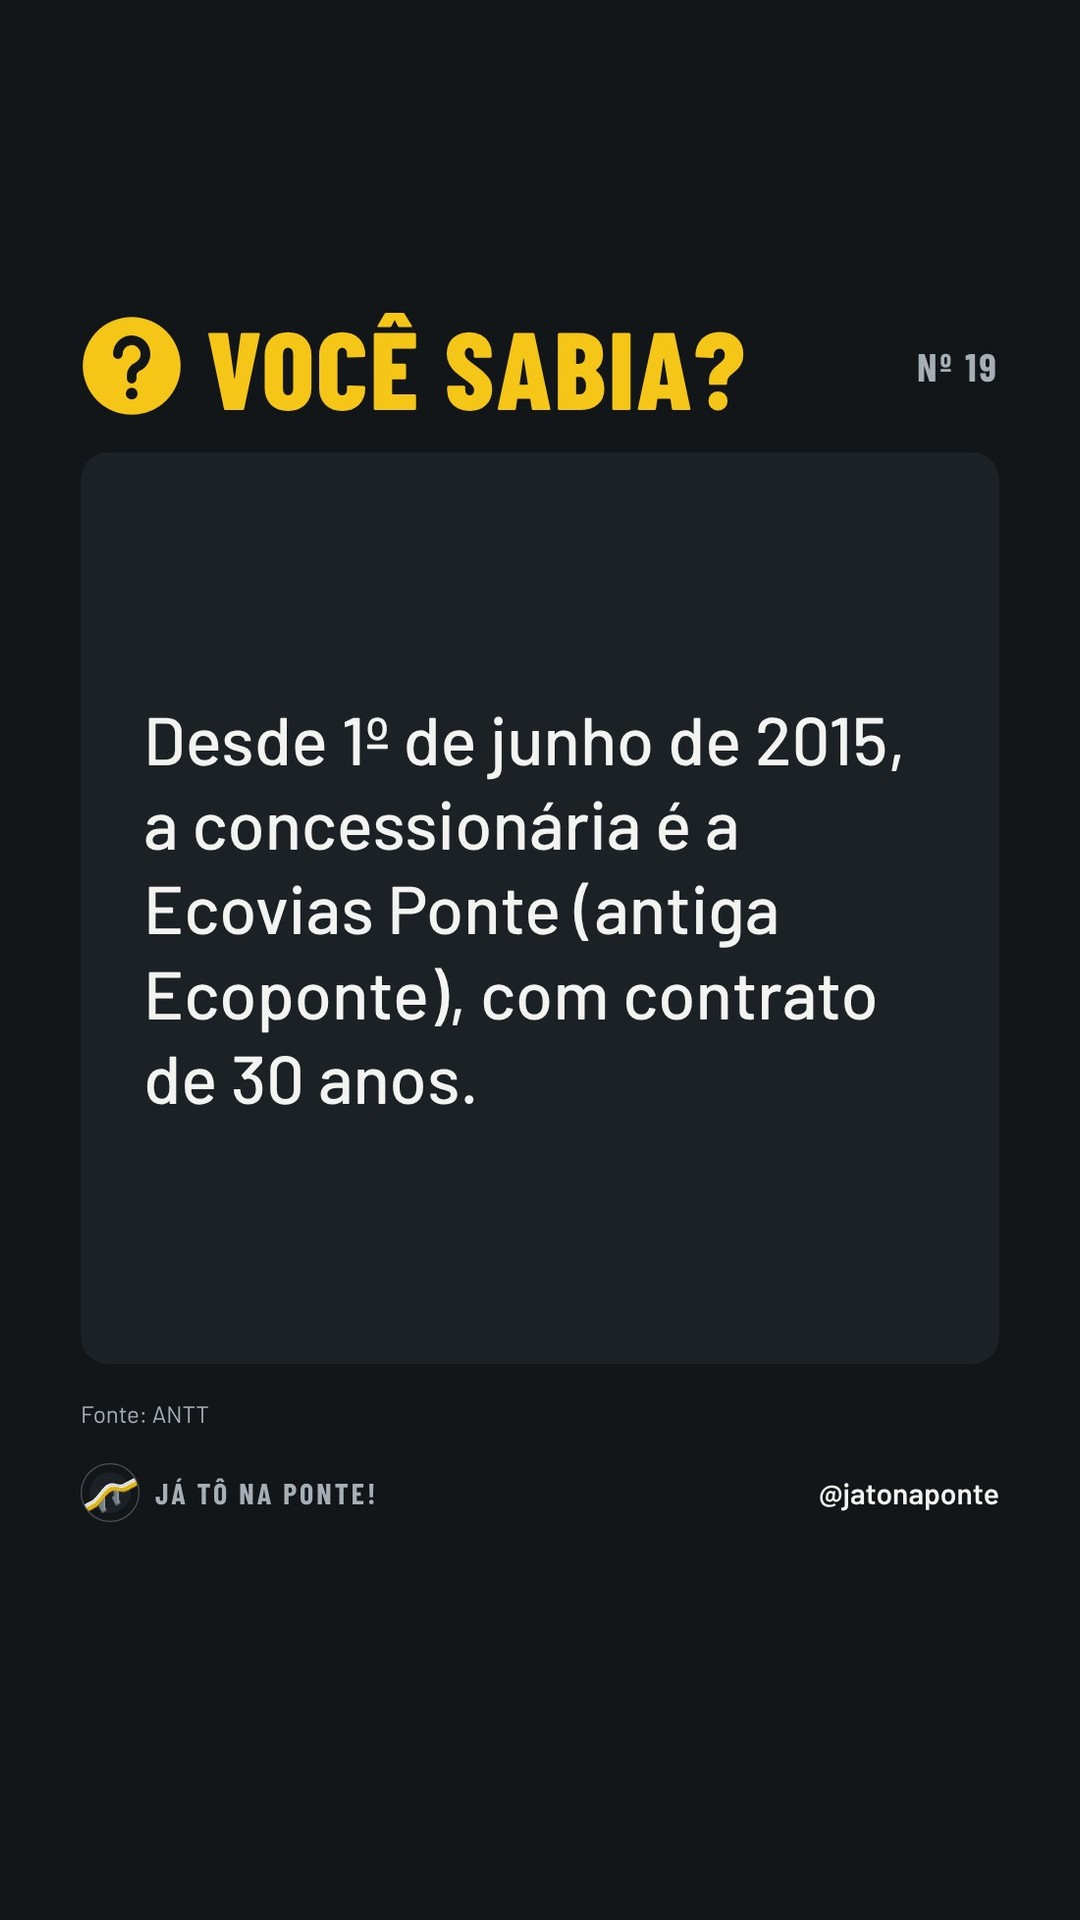 ? VOCÊ SABIA?
Nº 19
Desde 1º de junho de 2015,
a concessionária é a
Ecovias Ponte (antiga
Ecoponte), com contrato
de 30 anos.
Fonte: ANTT
JÁ TÔ NA PONTE!
@jatonaponte